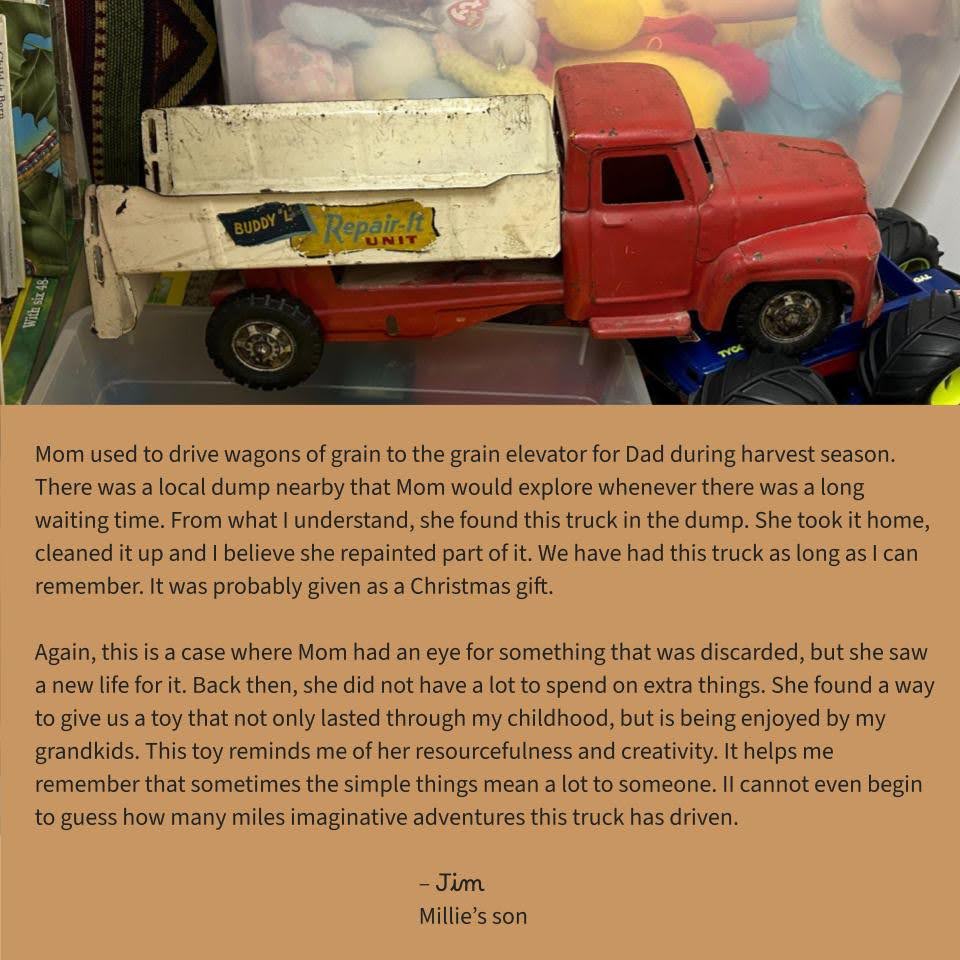 BUDDY "L"
Repair-It
UNIT
With six 48
TYCO
Mom used to drive wagons of grain to the grain elevator for Dad during harvest season.
There was a local dump nearby that Mom would explore whenever there was a long
waiting time. From what I understand, she found this truck in the dump. She took it home,
cleaned it up and I believe she repainted part of it. We have had this truck as long as I can
remember. It was probably given as a Christmas gift.
Again, this is a case where Mom had an eye for something that was discarded, but she saw
a new life for it. Back then, she did not have a lot to spend on extra things. She found a way
to give us a toy that not only lasted through my childhood, but is being enjoyed by my
grandkids. This toy reminds me of her resourcefulness and creativity. It helps me
remember that sometimes the simple things mean a lot to someone. II cannot even begin
to guess how many miles imaginative adventures this truck has driven.
– Jim
Millie’s son